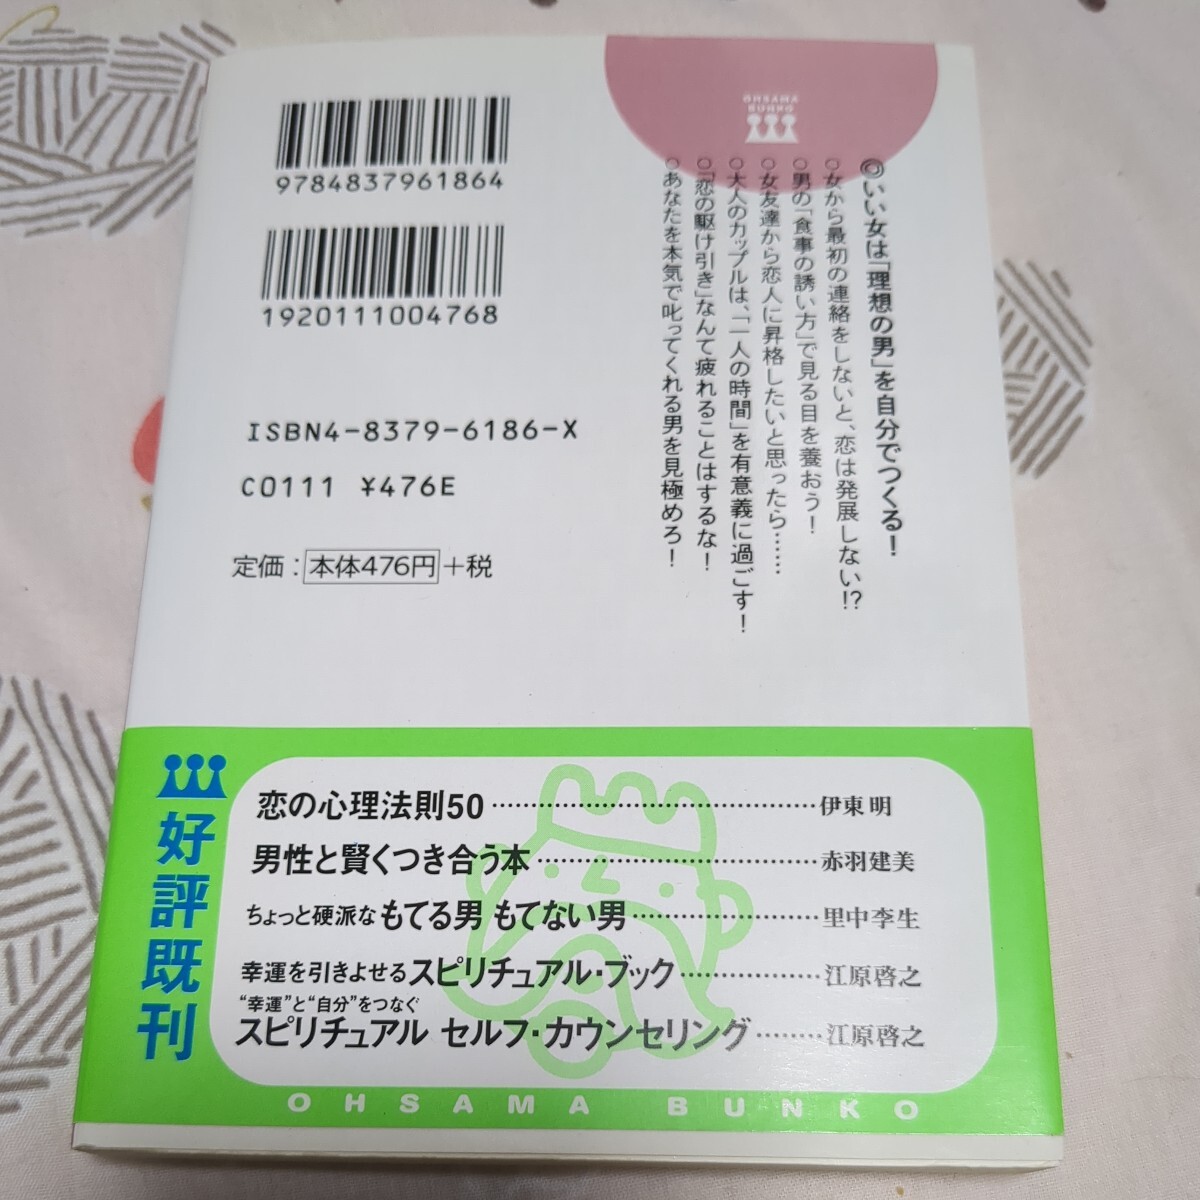 OHSAMA
BUNKO
9784837961864
1920111004768
ISBN4-8379-6186-X
C0111 ¥476E
定価：本体476円＋税
◎いい女は「理想の男」を自分でつくる！
○女から最初の連絡をしないと、恋は発展しない!?
○男の「食事の誘い方」で見る目を養おう！
○女友達から恋人に昇格したいと思ったら……
○大人のカップルは、「一人の時間」を有意義に過ごす！
○「恋の駆け引き」なんて疲れることはするな！
○あなたを本気で叱ってくれる男を見極めろ！
好評既刊
恋の心理法則50……………………………………伊東 明
男性と賢くつき合う本………………………………赤羽建美
ちょっと硬派な もてる男 もてない男……………………里中李生
幸運を引きよせる スピリチュアル・ブック………………江原啓之
“幸運”と“自分”をつなぐ
スピリチュアル セルフ・カウンセリング………江原啓之
OHSAMA BUNKO